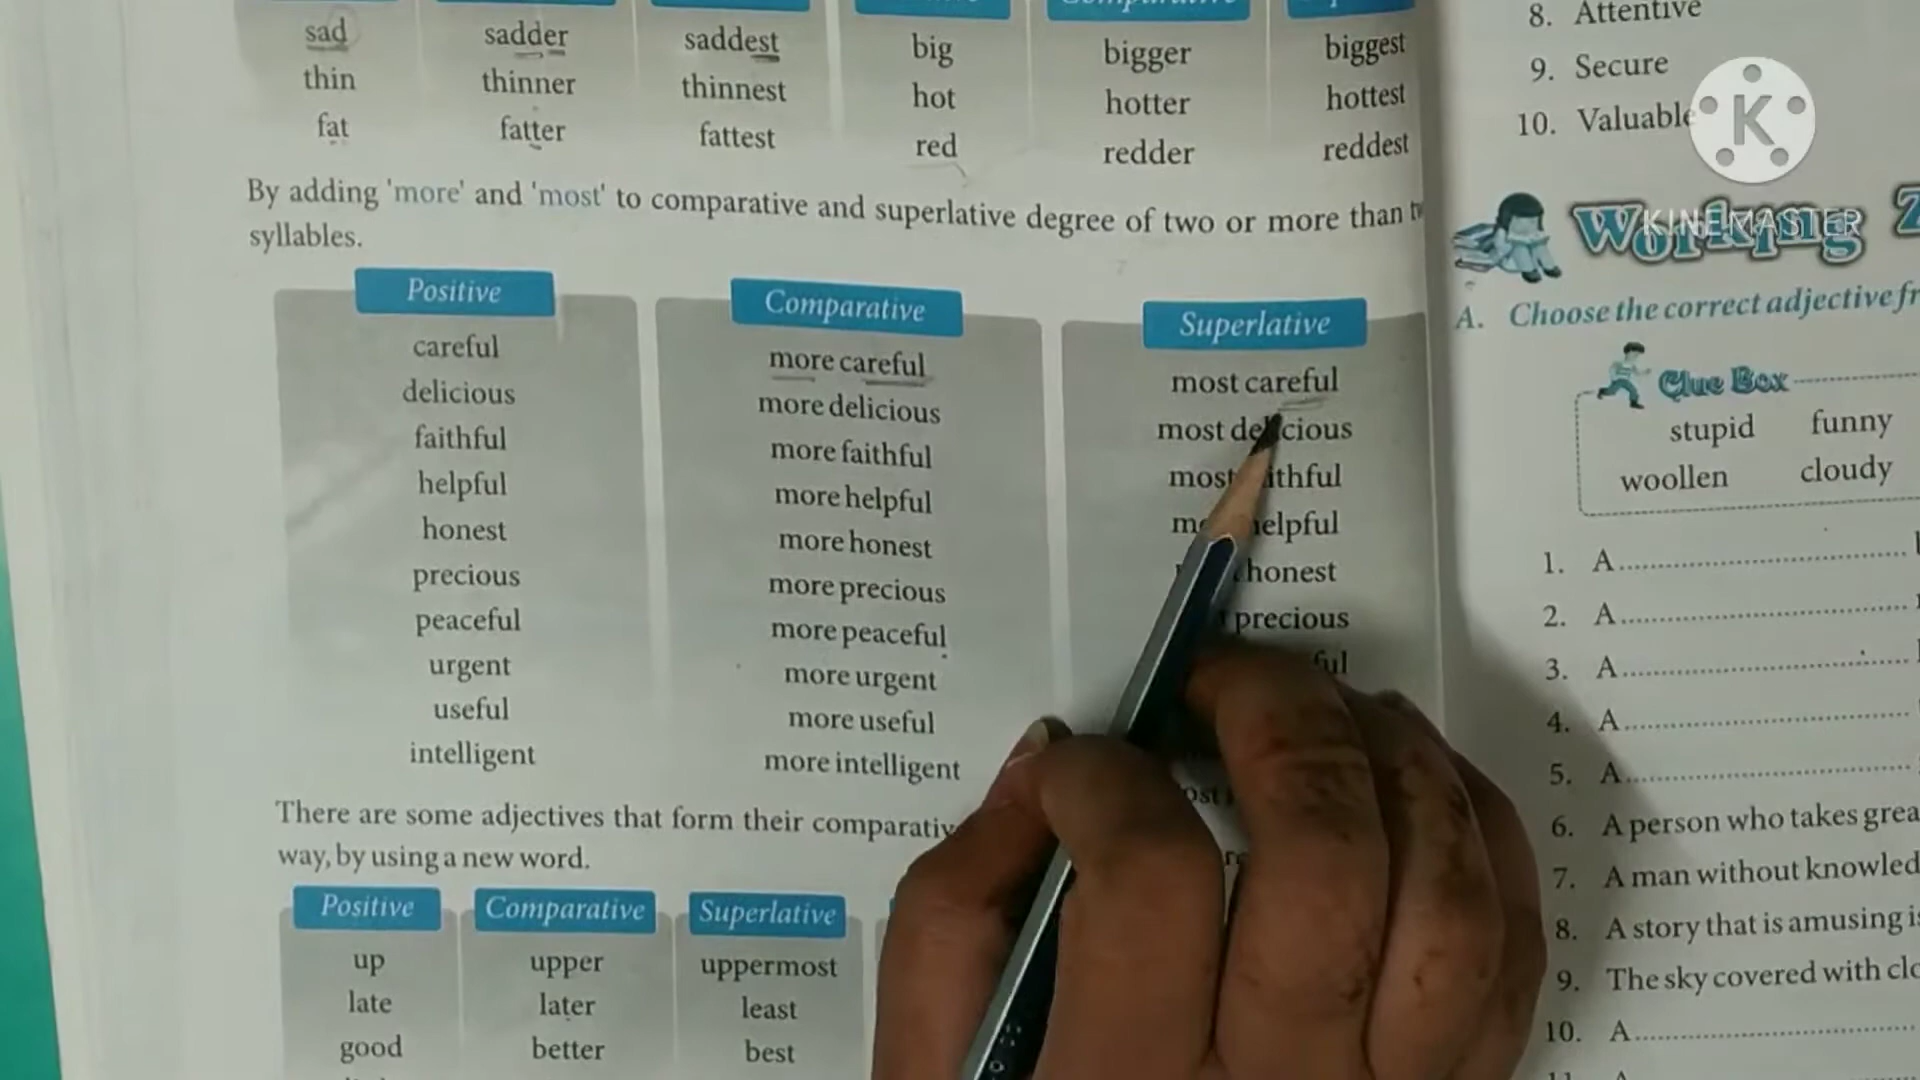 sad sadder saddest big bigger biggest
thin thinner thinnest hot hotter hottest
fat fatter fattest red redder reddest
By adding 'more' and 'most' to comparative and superlative degree of two or more than
syllables.
Positive Comparative Superlative
careful more careful most careful
delicious more delicious most delicious
faithful more faithful most
helpful more helpful helpful
honest more honest honest
precious more precious precious
peaceful more peaceful
urgent more urgent
useful more useful
intelligent more intelligent
There are some adjectives that form their
way, by using a new word.
Positive Comparative Superlative
up upper uppermost
late later least
good better best
8. Attentive
9. Secure
10. Valuable
K
Working
KINEMASTER
A. Choose the correct adjective
Clue Box
stupid funny
woollen cloudy
1. A
2. A
3. A
4. A
5. A
6. A person who takes
7. A man without
8. A story that is amusing
9. The sky covered with
10. A